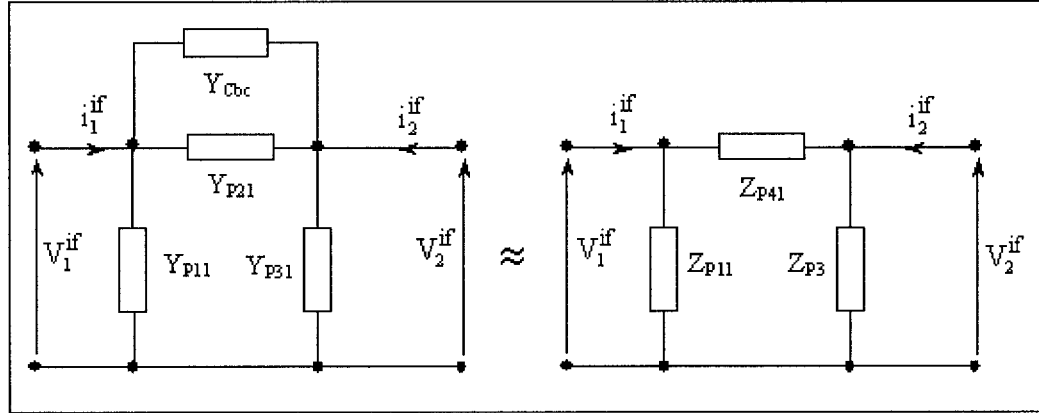 Y_Cbc
i_1^if i_2^if i_1^if i_2^if
Y_P21 Z_P41
V_1^if Y_P11 Y_P31 V_2^if ≈ V_1^if Z_P11 Z_P3 V_2^if